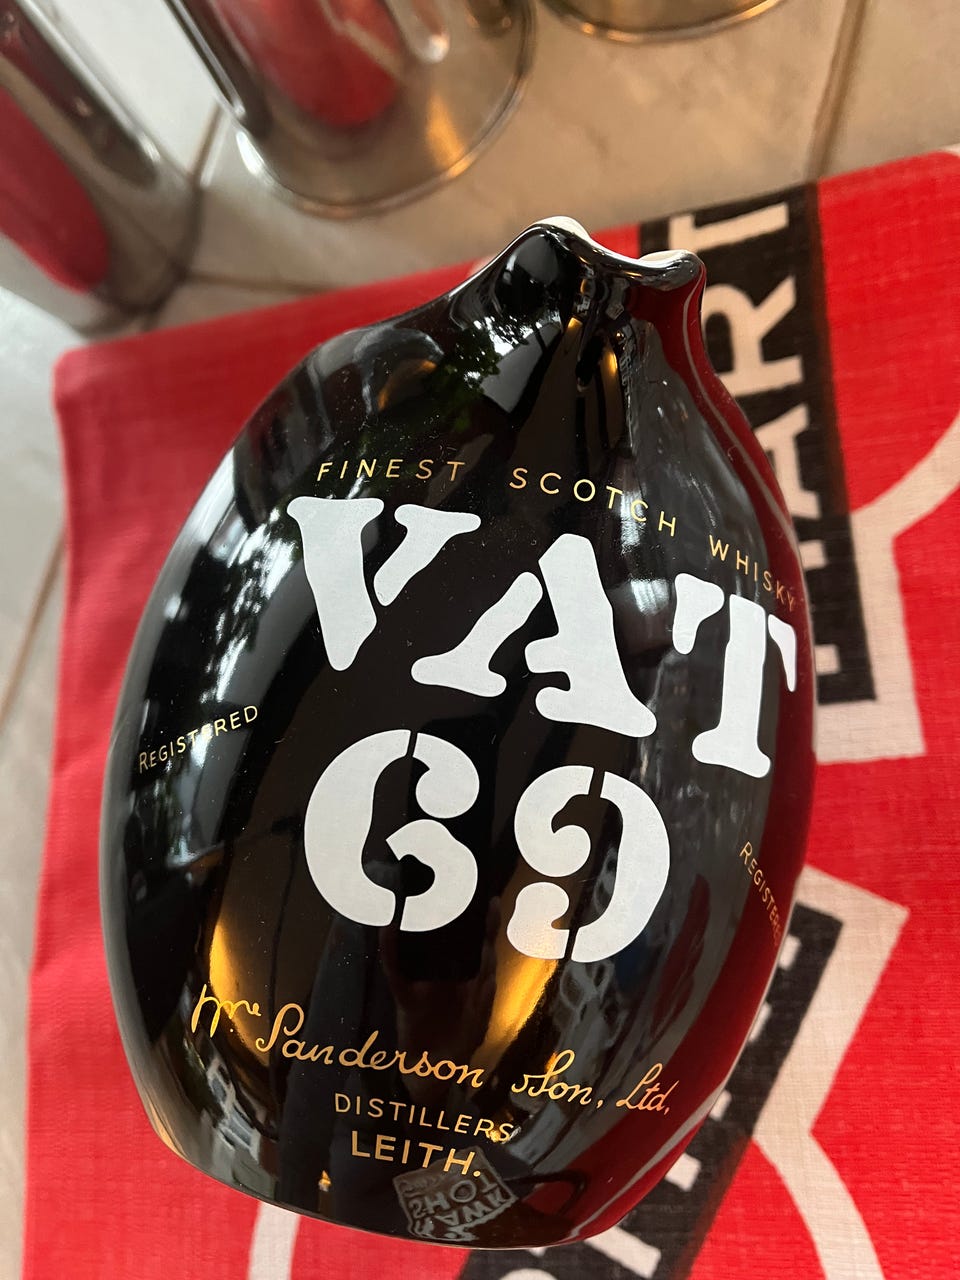 FINEST SCOTCH WHISKY
VAT
69
REGISTERED
REGISTERED
Wm Sanderson & Son, Ltd.
DISTILLERS
LEITH.